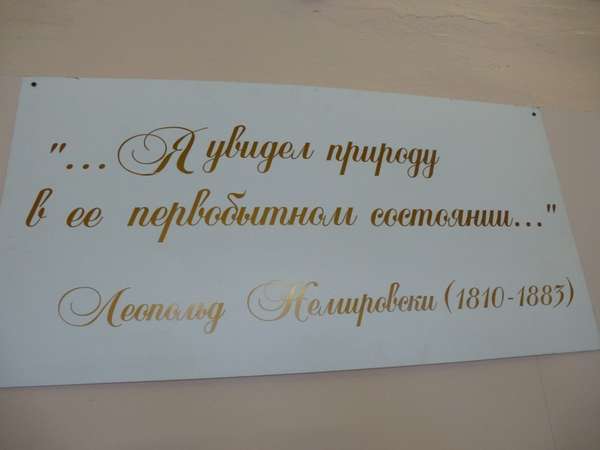 "...Я увидел природу
в ее первобытном состоянии..."
Леопольд Немировски (1810-1883)